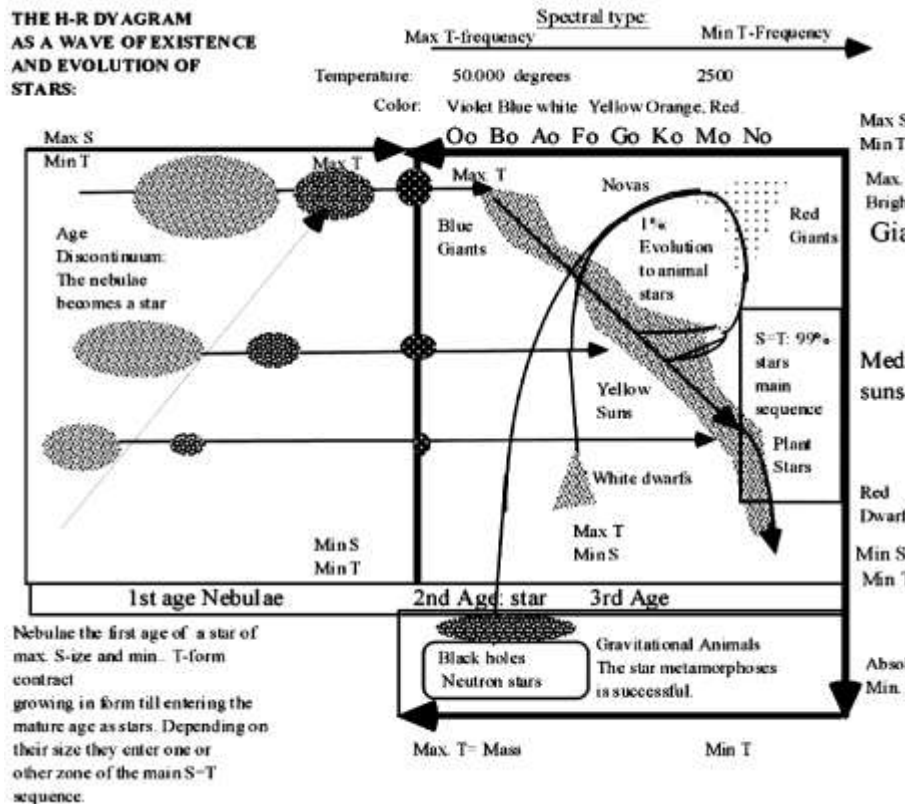 THE H-R DYAGRAM
AS A WAVE OF EXISTENCE
AND EVOLUTION OF
STARS:
Spectral type:
Max T-frequency
Min T-Frequency
Temperature:
50.000 degrees
2500
Color:
Violet Blue white Yellow Orange, Red
Oo Bo Ao Fo Go Ko Mo No
Max S
Min T
Max T
Max. T
Max S
Min T
Max.
Brigh
Gia
Age
Discontinuum:
The nebulae
becomes a star
Blue
Giants
Novas
1%
Evolution
to animal
stars
Red
Giants
S=T: 99%
stars
main
sequence
Med
suns
Yellow
Suns
Plant
Stars
White dwarfs
Max T
Min S
Red
Dwarf
Min S
Min T
Min S
Min T
1st age Nebulae
2nd Age: star
3rd Age
Nebulae the first age of a star of
max. S-ize and min.. T-form
contract
growing in form till entering the
mature age as stars. Depending on
their size they enter one or
other zone of the main S=T
sequence.
Black holes
Neutron stars
Gravitational Animals
The star metamorphoses
is successful.
Abso
Min.
Max. T= Mass
Min T